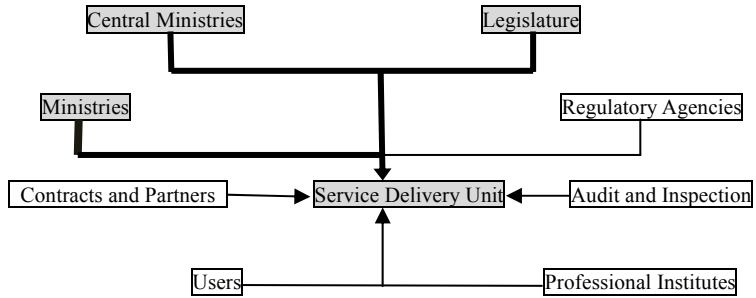 Central Ministries
Legislature
Ministries
Regulatory Agencies
Contracts and Partners
Service Delivery Unit
Audit and Inspection
Users
Professional Institutes